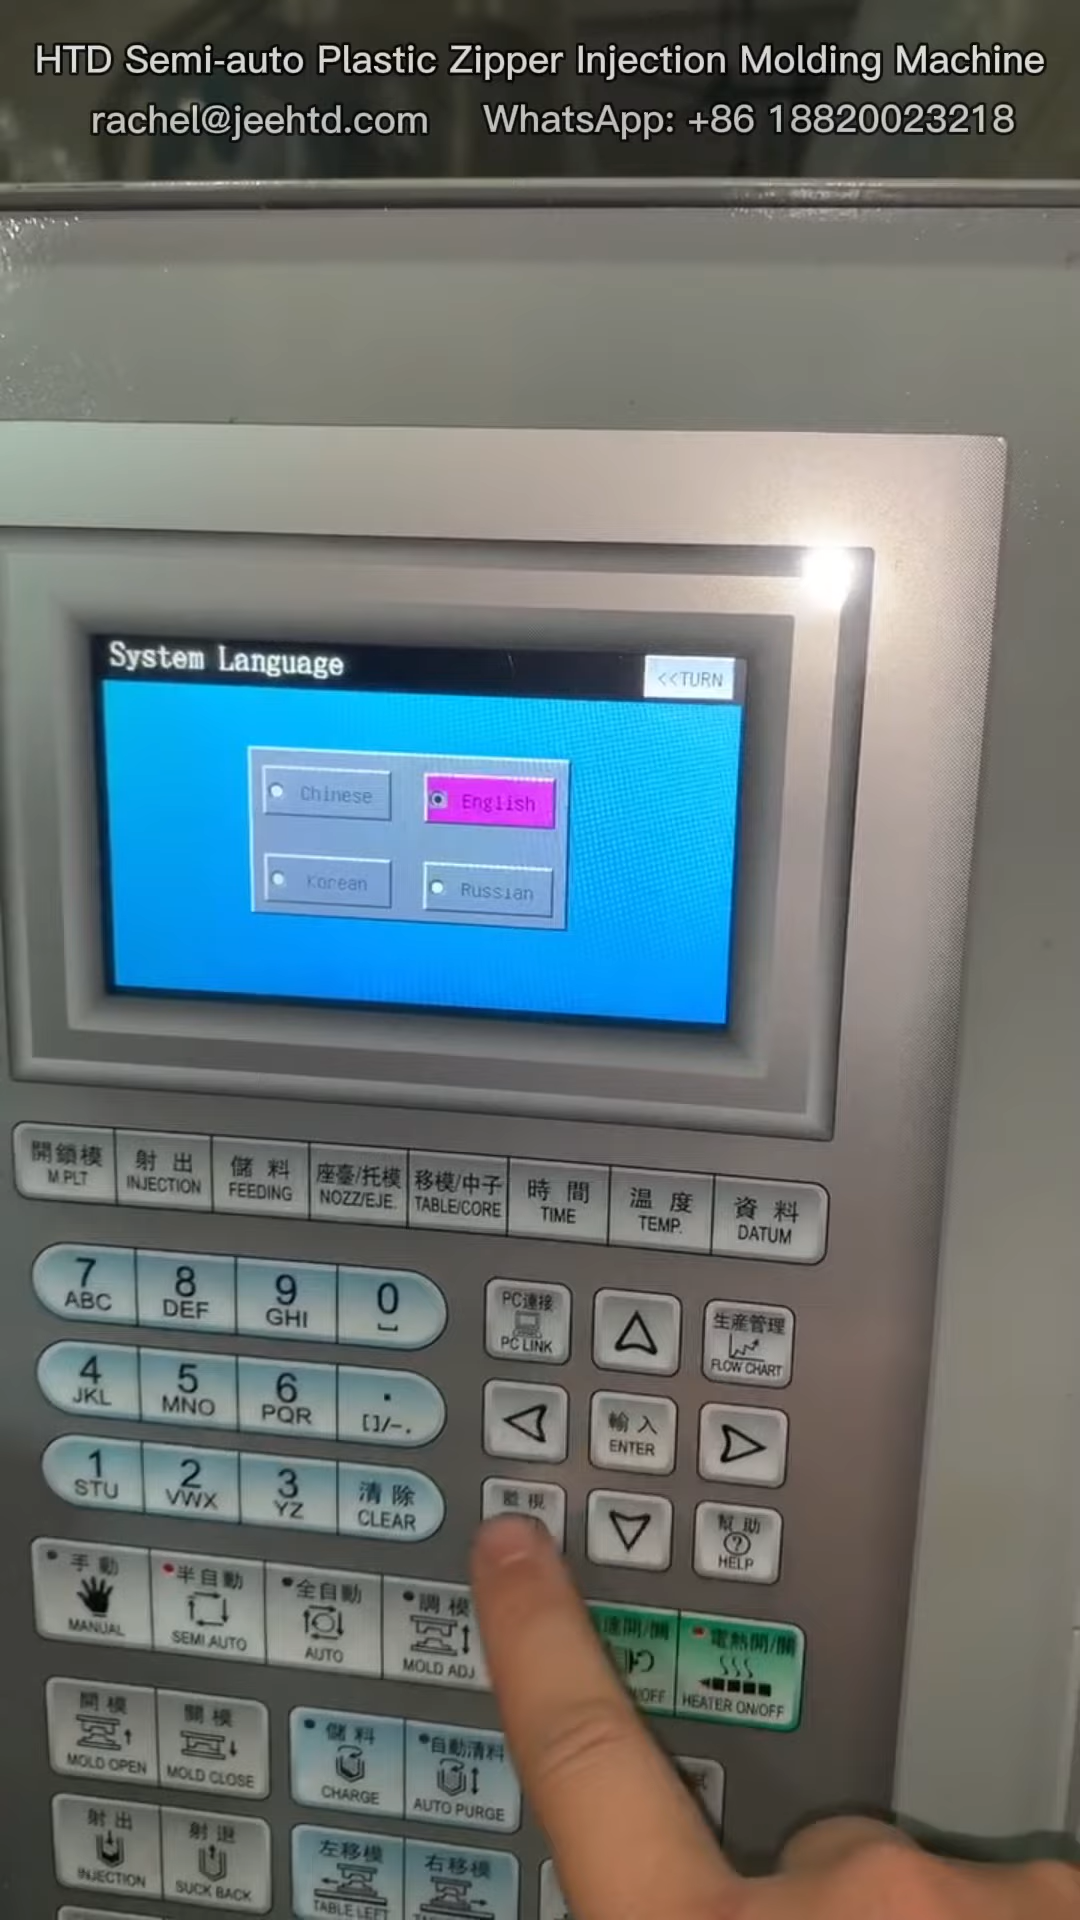 HTD Semi-auto Plastic Zipper Injection Molding Machine
rachel@jeehtd.com WhatsApp: +86 18820023218
System Language
<<TURN
Chinese English
Korean Russian
開鎖模 射出 儲料 座臺/托模 移模/中子 時間 温度 資料
M.PLT INJECTION FEEDING NOZZ/EJE. TABLE/CORE TIME TEMP. DATUM
7 8 9 0
ABC DEF GHI
PC連接
PC LINK
生産管理
FLOW CHART
4 5 6 .
JKL MNO PQR []/-.
輸入
ENTER
1 2 3 清除
STU VWX YZ CLEAR
監視
幫助
?
HELP
手動 半自動 全自動 調模
MANUAL SEMI AUTO AUTO MOLD ADJ
達開/關 電熱開/關
/OFF HEATER ON/OFF
開模 關模 儲料 自動清料
MOLD OPEN MOLD CLOSE CHARGE AUTO PURGE
射出 射退 左移模 右移模
INJECTION SUCK BACK TABLE LEFT